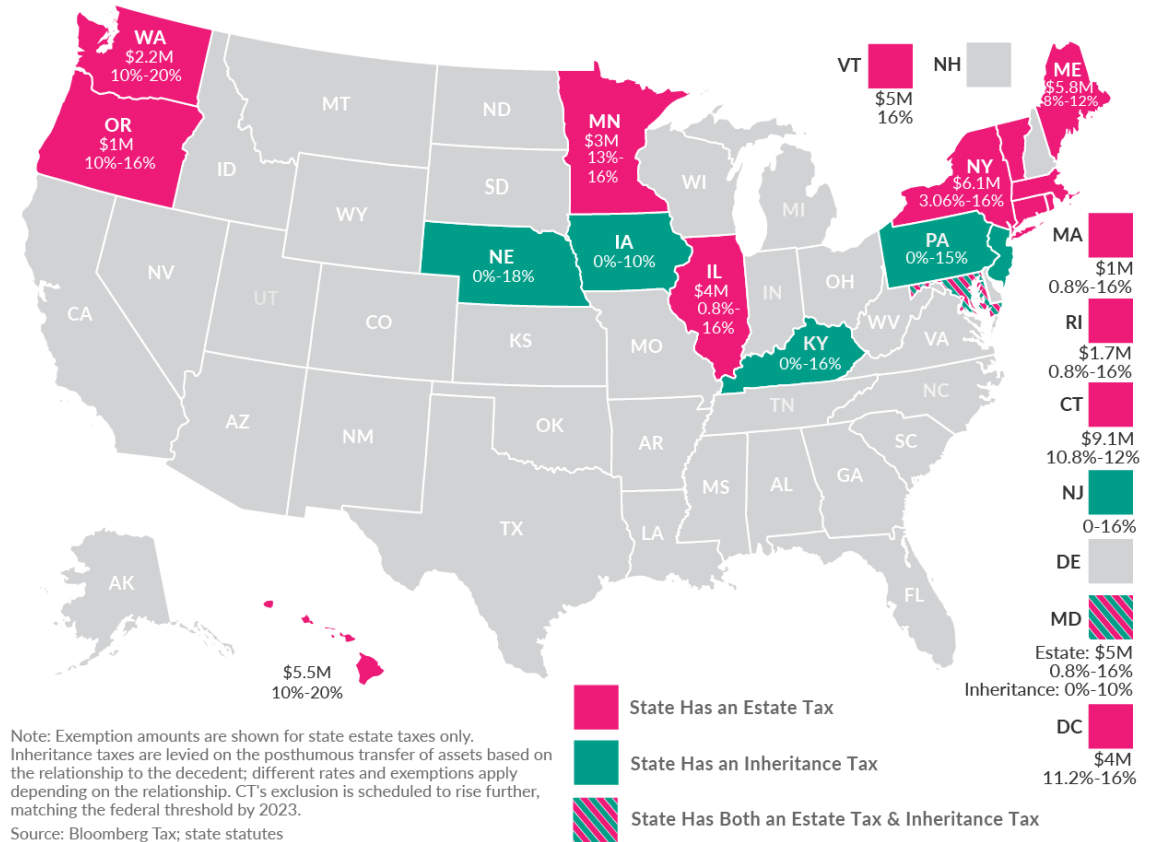 WA
$2.2M
10%-20%
OR
$1M
10%-16%
MT
ID
WY
NV
CA
UT
CO
AZ
NM
ND
SD
MN
$3M
13%-
16%
NE
0%-18%
IA
0%-10%
KS
OK
TX
WI
IL
$4M
0.8%-
16%
MO
AR
LA
MI
IN
OH
KY
0%-16%
TN
MS
AL
GA
FL
SC
NC
VA
WV
PA
0%-15%
NY
$6.1M
3.06%-16%
ME
$5.8M
8%-12%
VT
$5M
16%
NH
MA
$1M
0.8%-16%
RI
$1.7M
0.8%-16%
CT
$9.1M
10.8%-12%
NJ
0-16%
DE
MD
Estate: $5M
0.8%-16%
Inheritance: 0%-10%
DC
$4M
11.2%-16%
AK
$5.5M
10%-20%
State Has an Estate Tax
State Has an Inheritance Tax
State Has Both an Estate Tax & Inheritance Tax
Note: Exemption amounts are shown for state estate taxes only.
Inheritance taxes are levied on the posthumous transfer of assets based on
the relationship to the decedent; different rates and exemptions apply
depending on the relationship. CT's exclusion is scheduled to rise further,
matching the federal threshold by 2023.
Source: Bloomberg Tax; state statutes